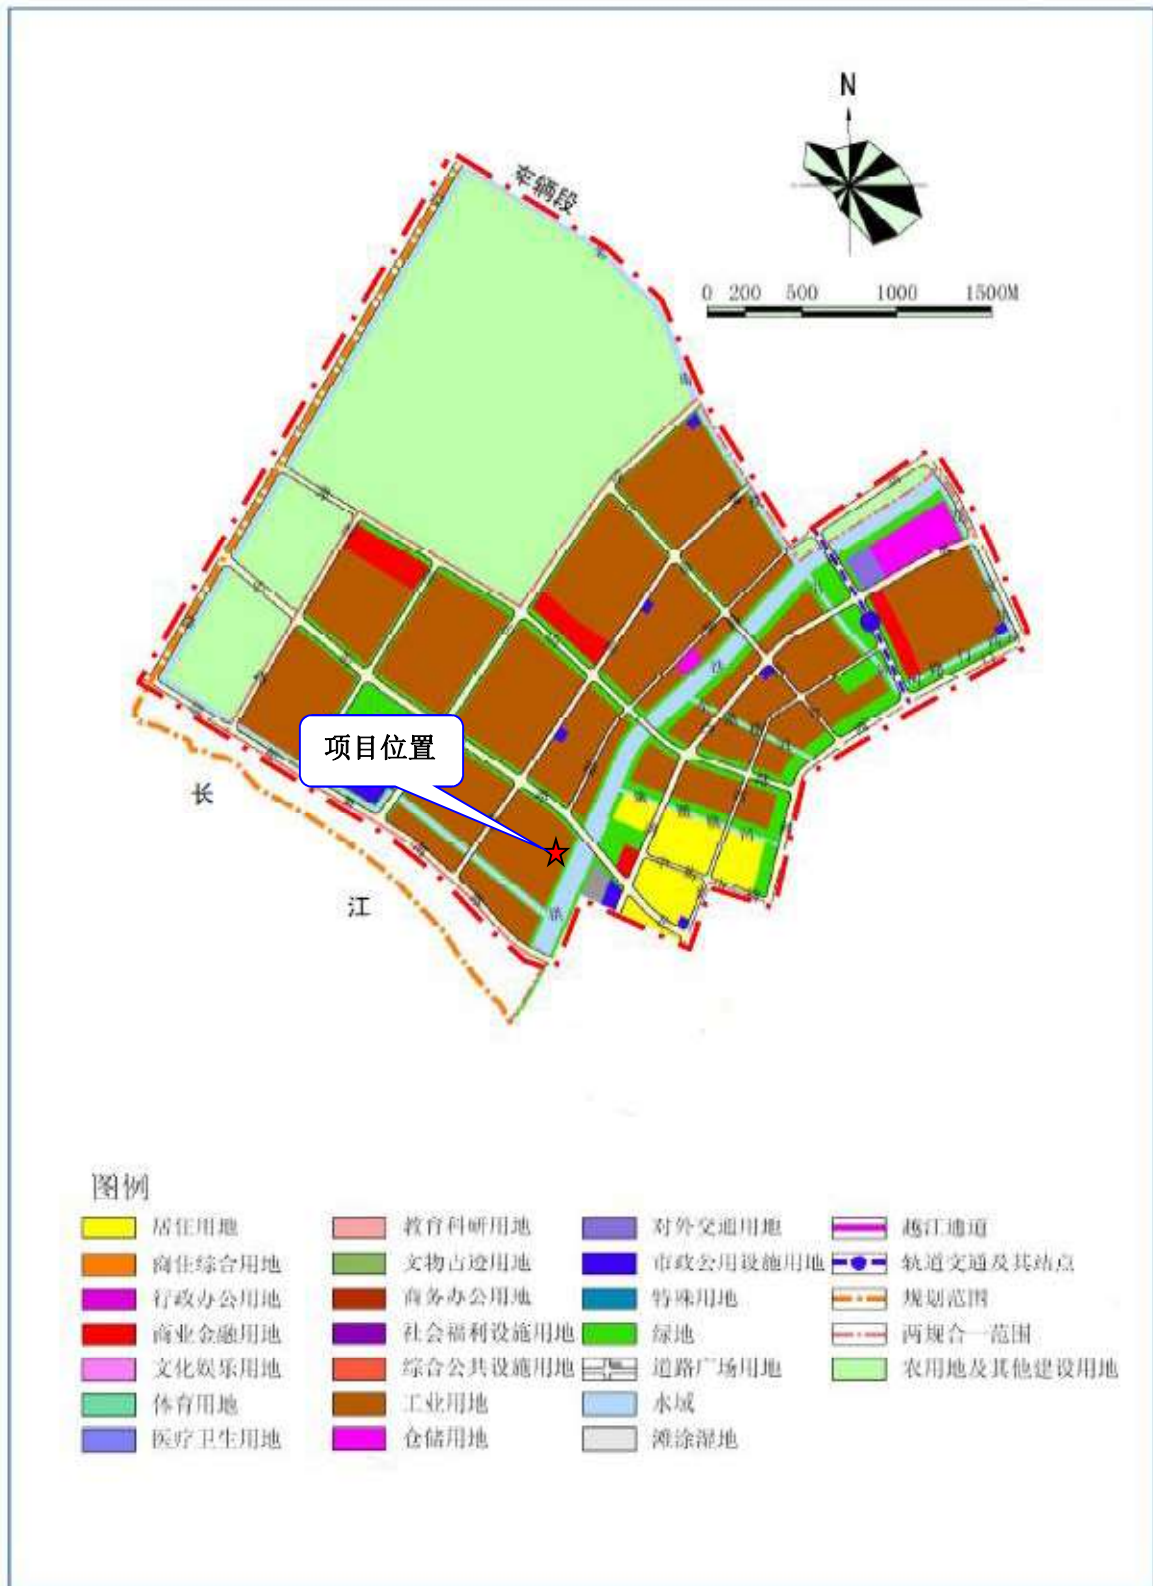 N
车辆段
0 200 500 1000 1500M
项目位置
长
江
图例
居住用地
商住综合用地
行政办公用地
商业金融用地
文化娱乐用地
体育用地
医疗卫生用地
教育科研用地
文物古迹用地
商务办公用地
社会福利设施用地
综合公共设施用地
工业用地
仓储用地
对外交通用地
市政公用设施用地
特殊用地
绿地
道路广场用地
水域
滩涂湿地
越江通道
轨道交通及其站点
规划范围
两规合一范围
农用地及其他建设用地